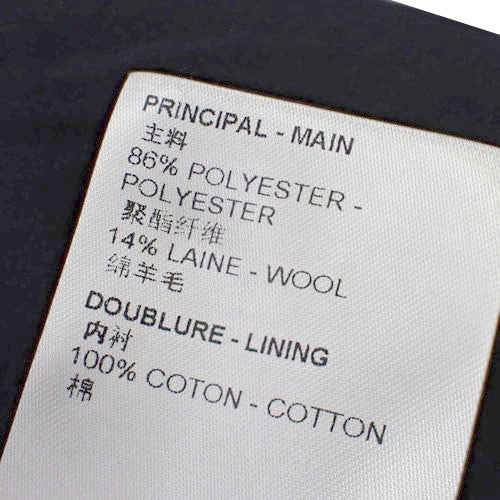 PRINCIPAL - MAIN
主料
86% POLYESTER -
POLYESTER
聚酯纤维
14% LAINE - WOOL
绵羊毛
DOUBLURE - LINING
内衬
100% COTON - COTTON
棉